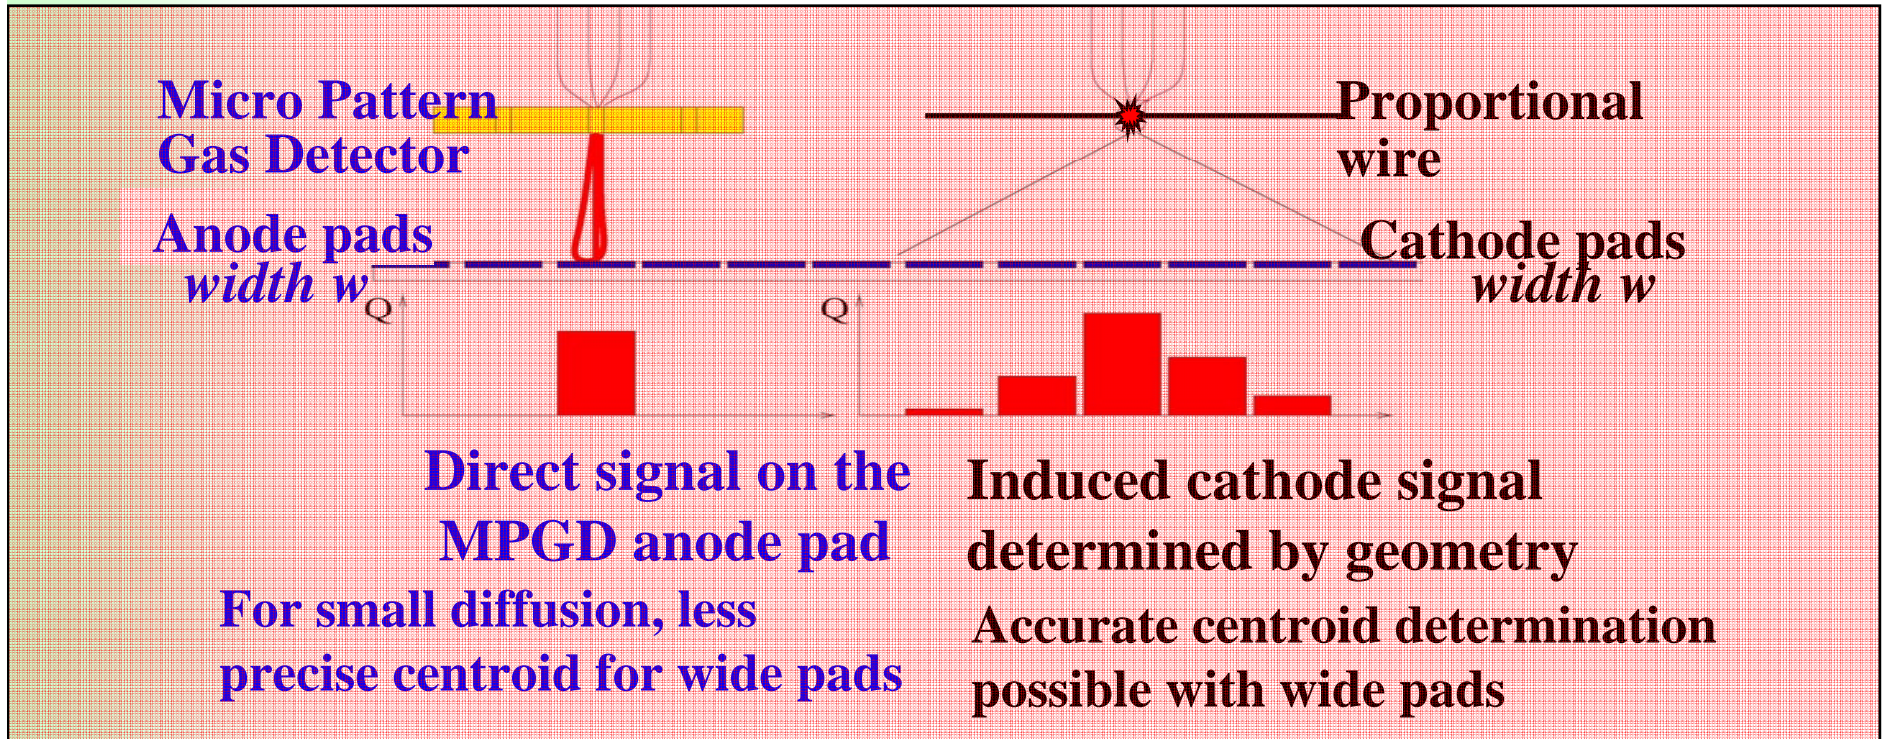 Micro Pattern
Gas Detector
Anode pads
width w
Q
Proportional
wire
Cathode pads
width w
Q
Direct signal on the
MPGD anode pad
For small diffusion, less
precise centroid for wide pads
Induced cathode signal
determined by geometry
Accurate centroid determination
possible with wide pads